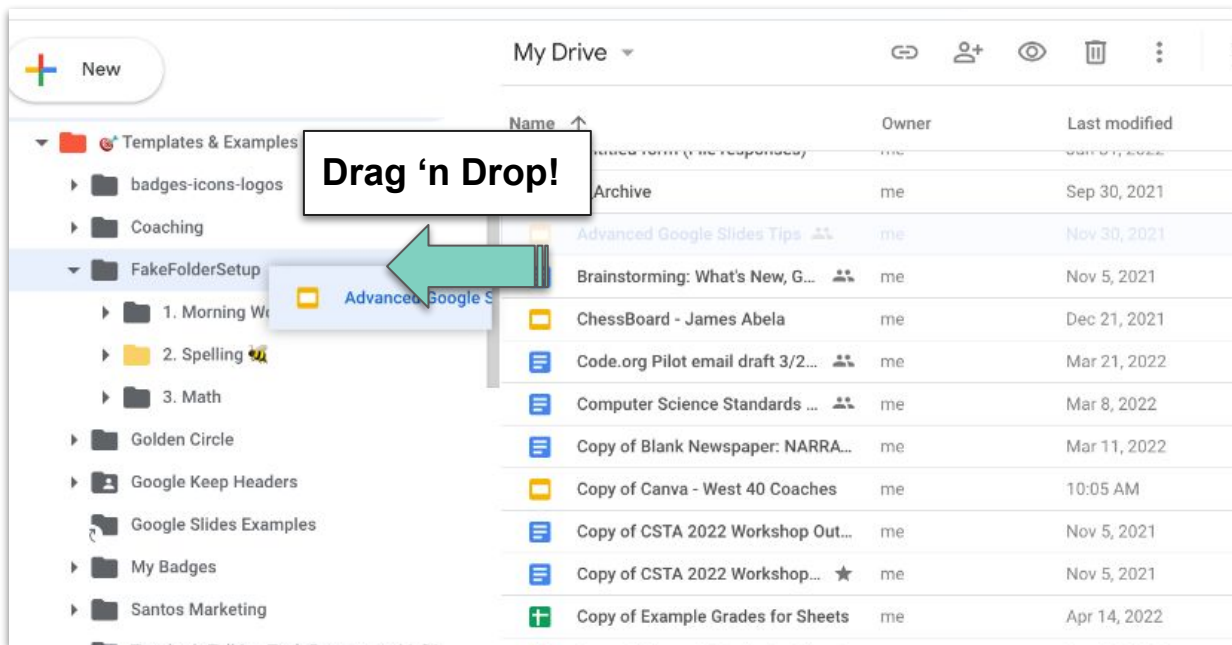 New
🎯 Templates & Examples
badges-icons-logos
Coaching
FakeFolderSetup
1. Morning Wo
2. Spelling 🐝
3. Math
Golden Circle
Google Keep Headers
Google Slides Examples
My Badges
Santos Marketing
Drag ‘n Drop!
Advanced Google S
My Drive
Name ↑ Owner Last modified
Archive me Sep 30, 2021
Advanced Google Slides Tips me Nov 30, 2021
Brainstorming: What's New, G... me Nov 5, 2021
ChessBoard - James Abela me Dec 21, 2021
Code.org Pilot email draft 3/2... me Mar 21, 2022
Computer Science Standards ... me Mar 8, 2022
Copy of Blank Newspaper: NARRA... me Mar 11, 2022
Copy of Canva - West 40 Coaches me 10:05 AM
Copy of CSTA 2022 Workshop Out... me Nov 5, 2021
Copy of CSTA 2022 Workshop... ★ me Nov 5, 2021
Copy of Example Grades for Sheets me Apr 14, 2022